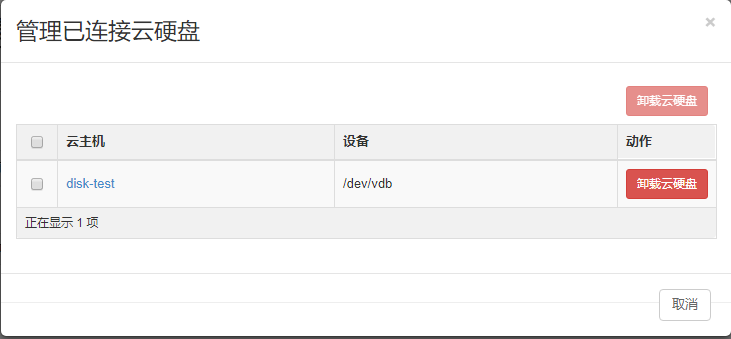 管理已连接云硬盘
×
卸载云硬盘
云主机 设备 动作
disk-test /dev/vdb 卸载云硬盘
正在显示 1 项
取消